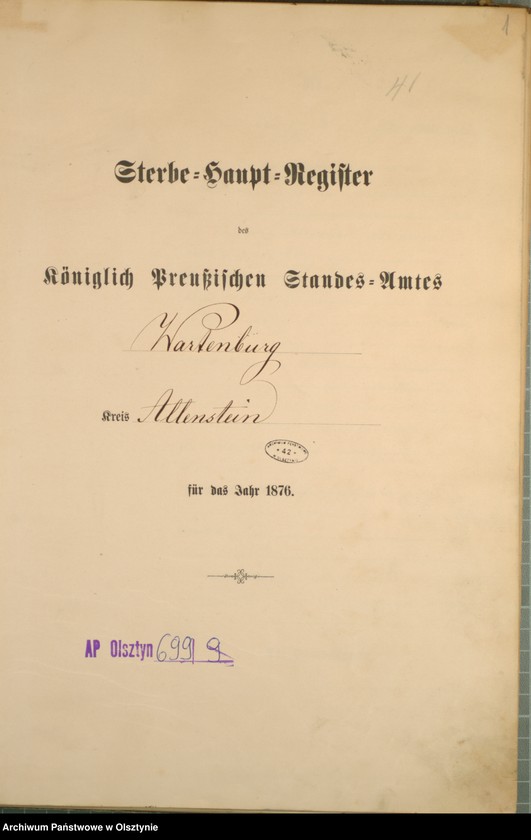 1
41
Sterbe-Haupt-Register
des
Königlich Preußischen Standes-Amtes
Wartenburg
Kreis Allenstein
42
für das Jahr 1876.
AP Olsztyn 699/9
Archiwum Państwowe w Olsztynie